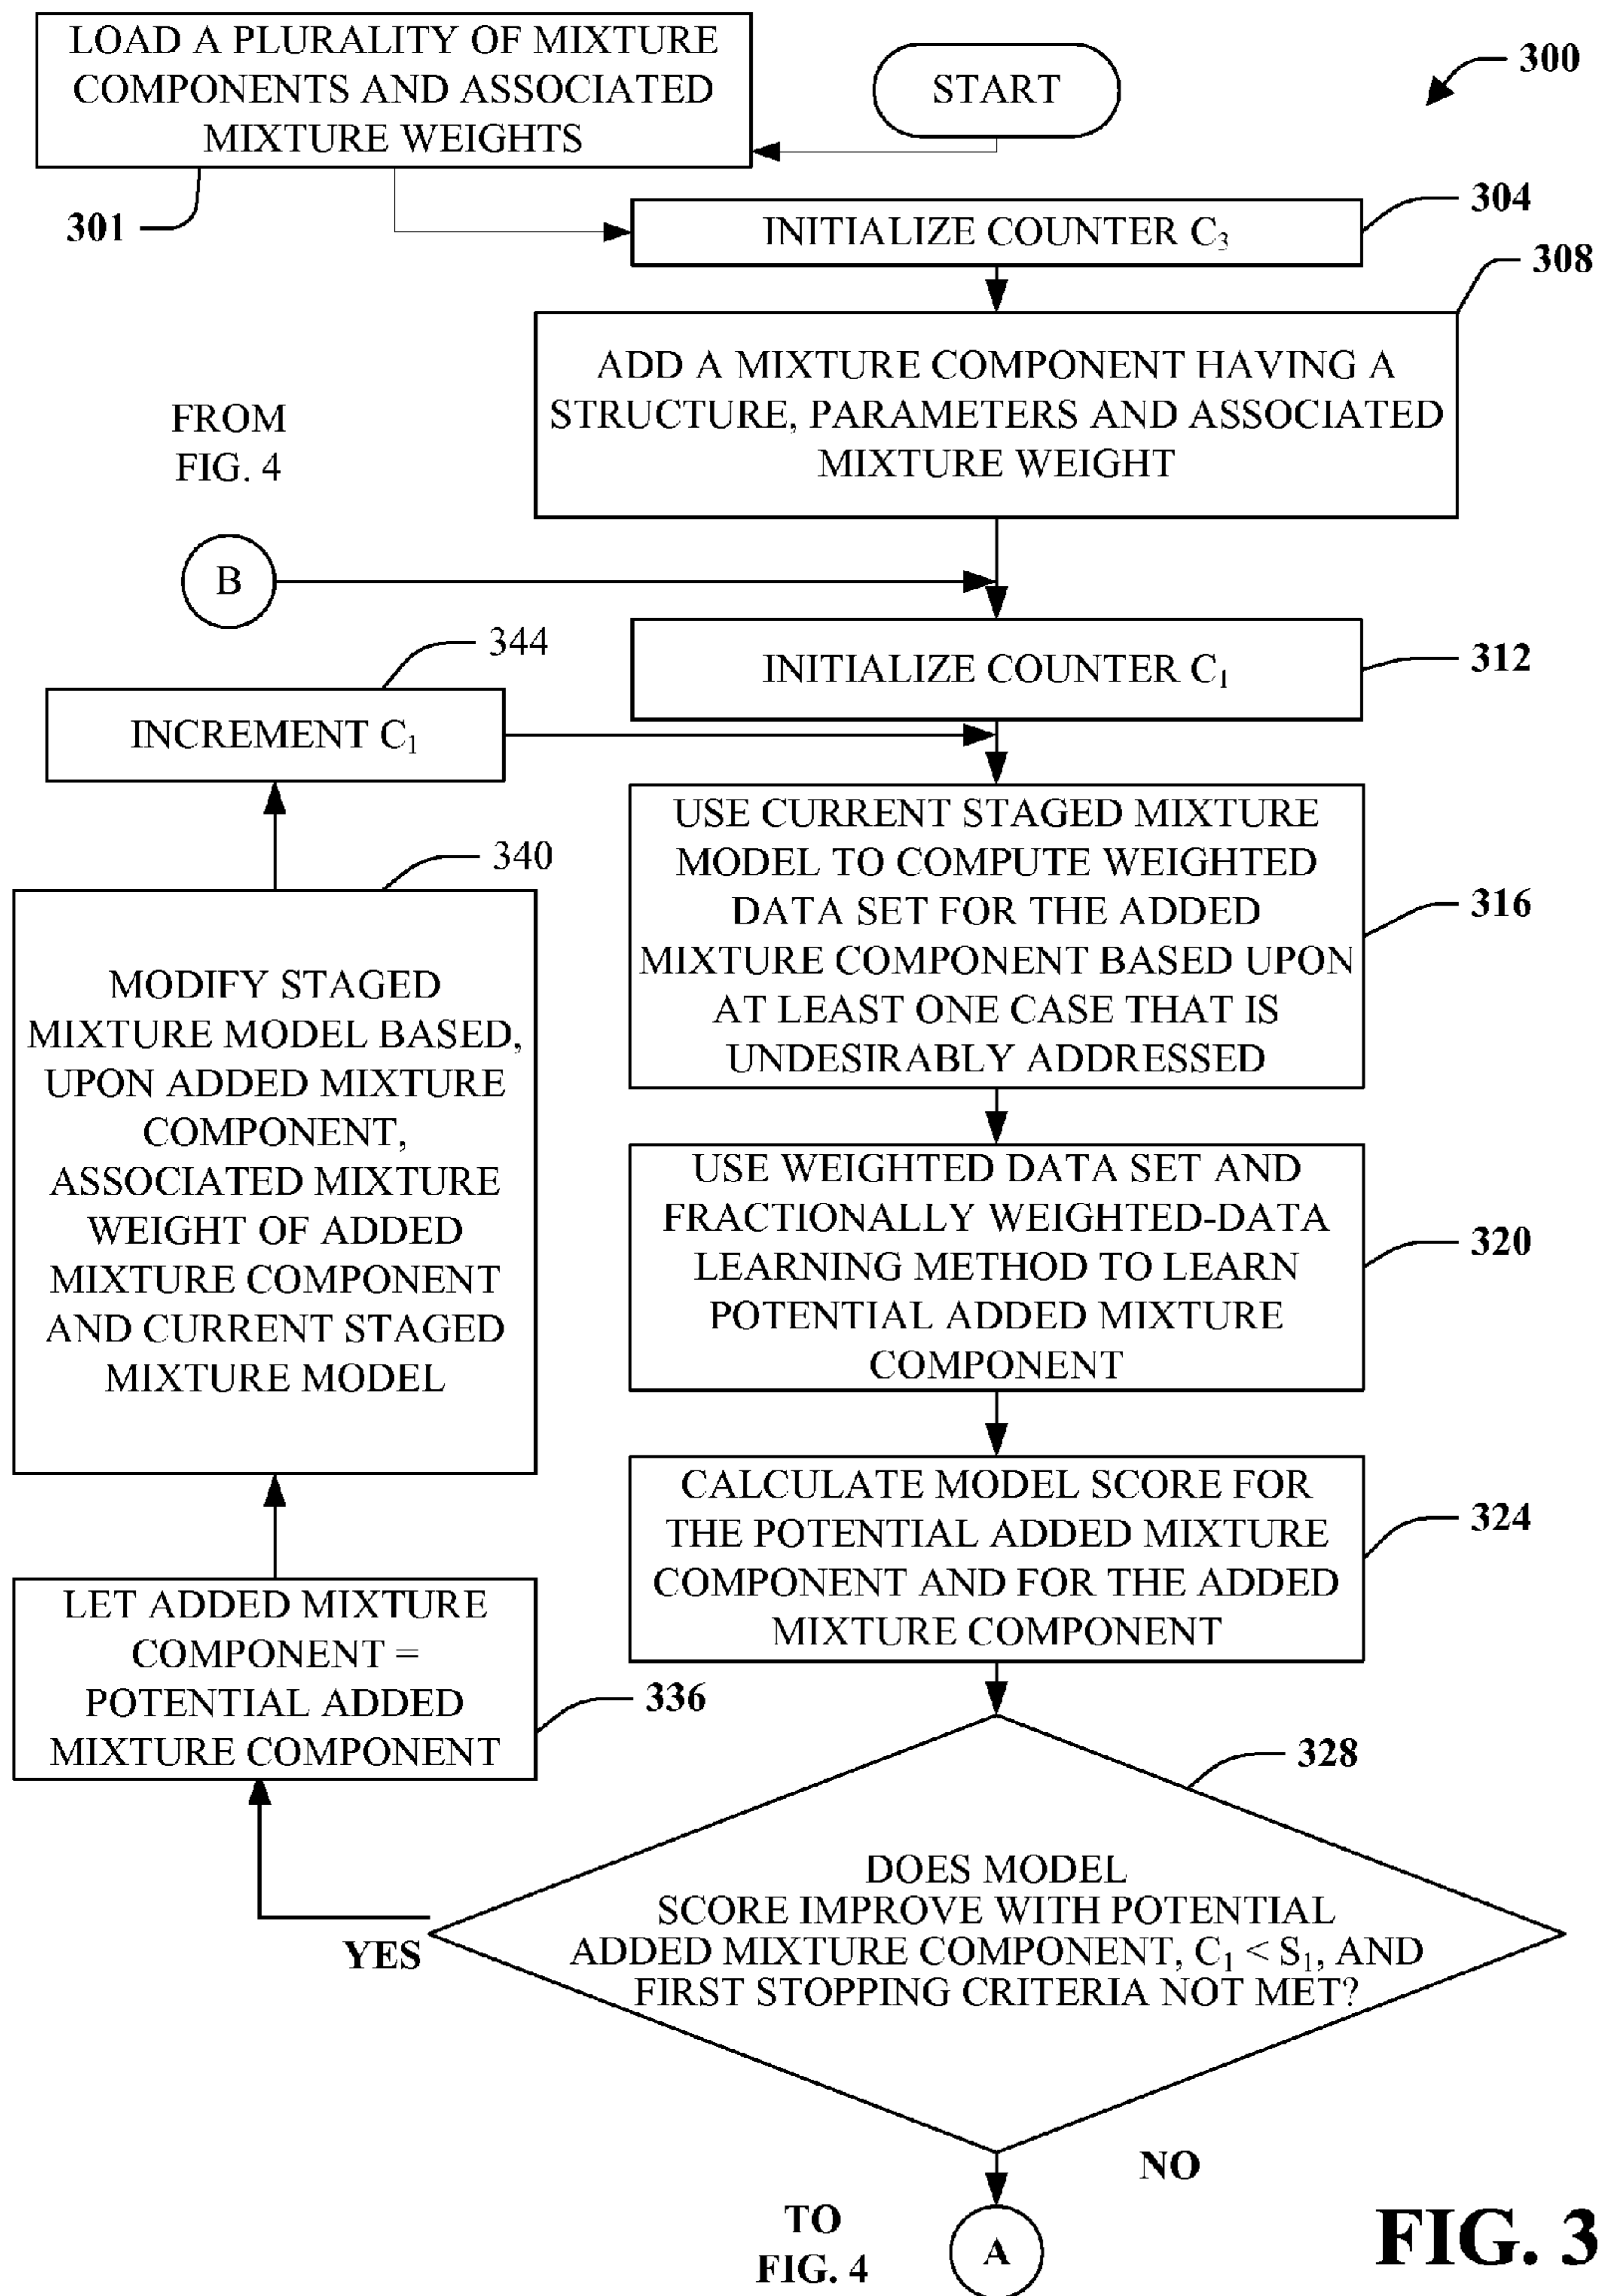 LOAD A PLURALITY OF MIXTURE
COMPONENTS AND ASSOCIATED
MIXTURE WEIGHTS
START
300
301
304
INITIALIZE COUNTER C₃
308
ADD A MIXTURE COMPONENT HAVING A
STRUCTURE, PARAMETERS AND ASSOCIATED
MIXTURE WEIGHT
FROM
FIG. 4
B
344
INITIALIZE COUNTER C₁
312
INCREMENT C₁
USE CURRENT STAGED MIXTURE
MODEL TO COMPUTE WEIGHTED
DATA SET FOR THE ADDED
MIXTURE COMPONENT BASED UPON
AT LEAST ONE CASE THAT IS
UNDESIRABLY ADDRESSED
316
340
MODIFY STAGED
MIXTURE MODEL BASED,
UPON ADDED MIXTURE
COMPONENT,
ASSOCIATED MIXTURE
WEIGHT OF ADDED
MIXTURE COMPONENT
AND CURRENT STAGED
MIXTURE MODEL
USE WEIGHTED DATA SET AND
FRACTIONALLY WEIGHTED-DATA
LEARNING METHOD TO LEARN
POTENTIAL ADDED MIXTURE
COMPONENT
320
CALCULATE MODEL SCORE FOR
THE POTENTIAL ADDED MIXTURE
COMPONENT AND FOR THE ADDED
MIXTURE COMPONENT
324
LET ADDED MIXTURE
COMPONENT =
POTENTIAL ADDED
MIXTURE COMPONENT
336
328
DOES MODEL
SCORE IMPROVE WITH POTENTIAL
ADDED MIXTURE COMPONENT, C₁ < S₁, AND
FIRST STOPPING CRITERIA NOT MET?
YES
NO
TO
FIG. 4
A
FIG. 3